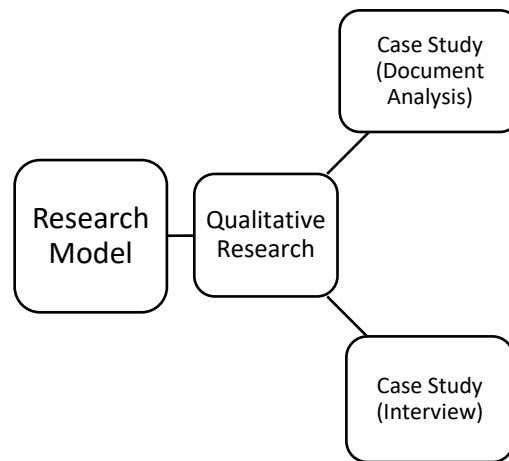 Case Study
(Document
Analysis)
Research
Model
Qualitative
Research
Case Study
(Interview)